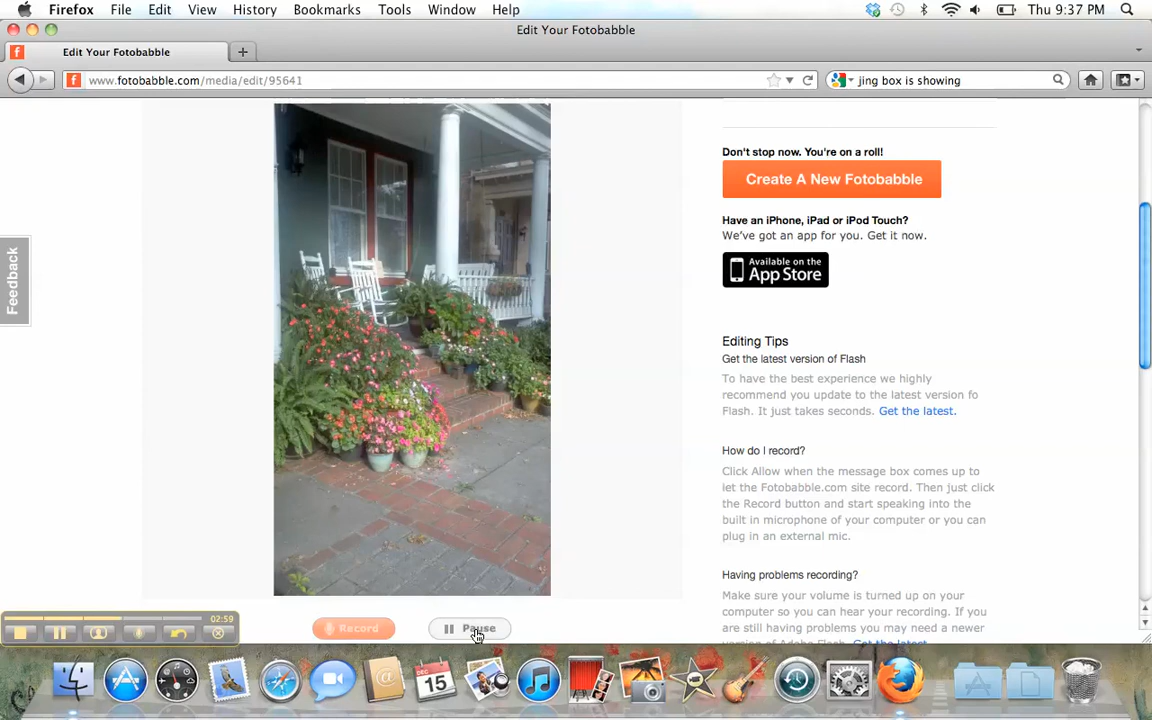 Firefox File Edit View History Bookmarks Tools Window Help Thu 9:37 PM
Edit Your Fotobabble
f Edit Your Fotobabble +
f www.fotobabble.com/media/edit/95641 jing box is showing
Don't stop now. You're on a roll!
Create A New Fotobabble
Have an iPhone, iPad or iPod Touch?
We've got an app for you. Get it now.
Available on the
App Store
Feedback
Editing Tips
Get the latest version of Flash
To have the best experience we highly
recommend you update to the latest version fo
Flash. It just takes seconds. Get the latest.
How do I record?
Click Allow when the message box comes up to
let the Fotobabble.com site record. Then just click
the Record button and start speaking into the
built in microphone of your computer or you can
plug in an external mic.
Having problems recording?
Make sure your volume is turned up on your
computer so you can hear your recording. If you
are still having problems you may need a newer
version of Adobe Flash. Get the latest.
02:59
Record Pause
DEC
15